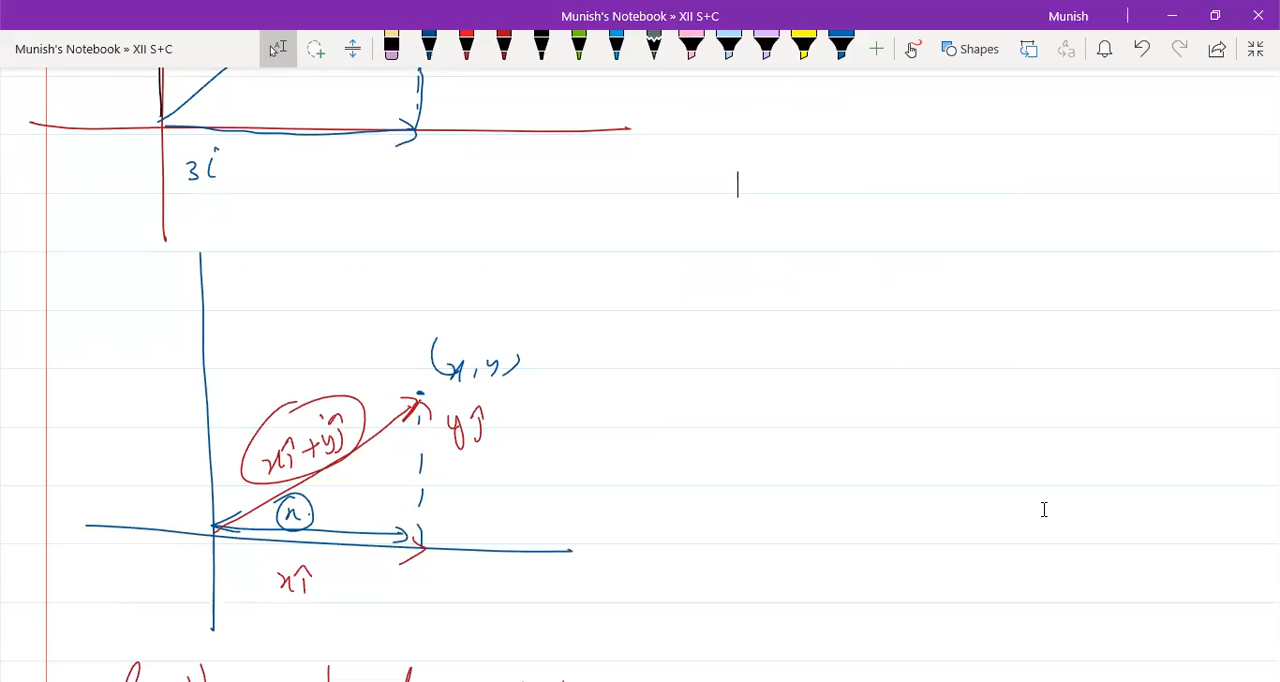 Munish's Notebook » XII S+C
Munish
Munish's Notebook » XII S+C
Shapes
3î
(x, y)
xî+yĵ
yĵ
x
xî